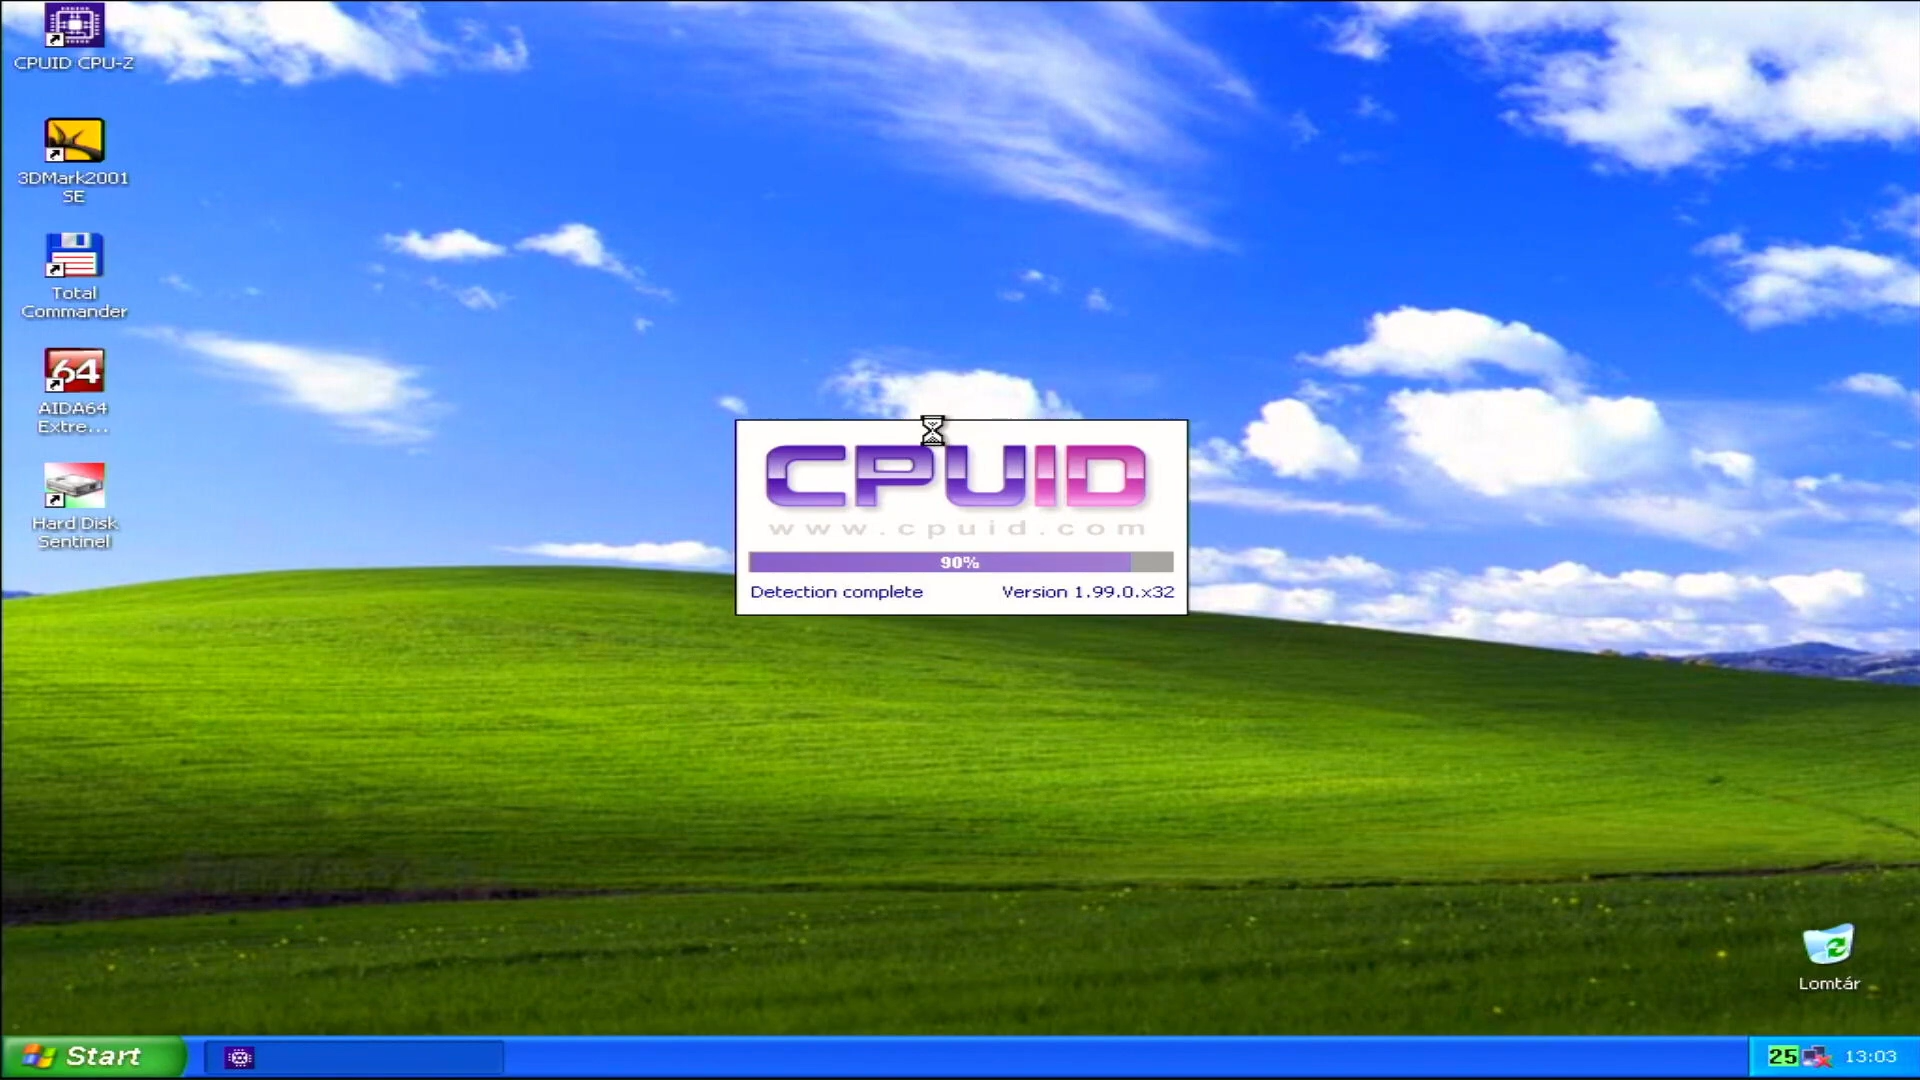 CPUID CPU-Z
3DMark2001
SE
Total
Commander
64
AIDA64
Extre...
Hard Disk
Sentinel
CPUID
www.cpuid.com
90%
Detection complete
Version 1.99.0.x32
Lomtár
Start
25
13:03